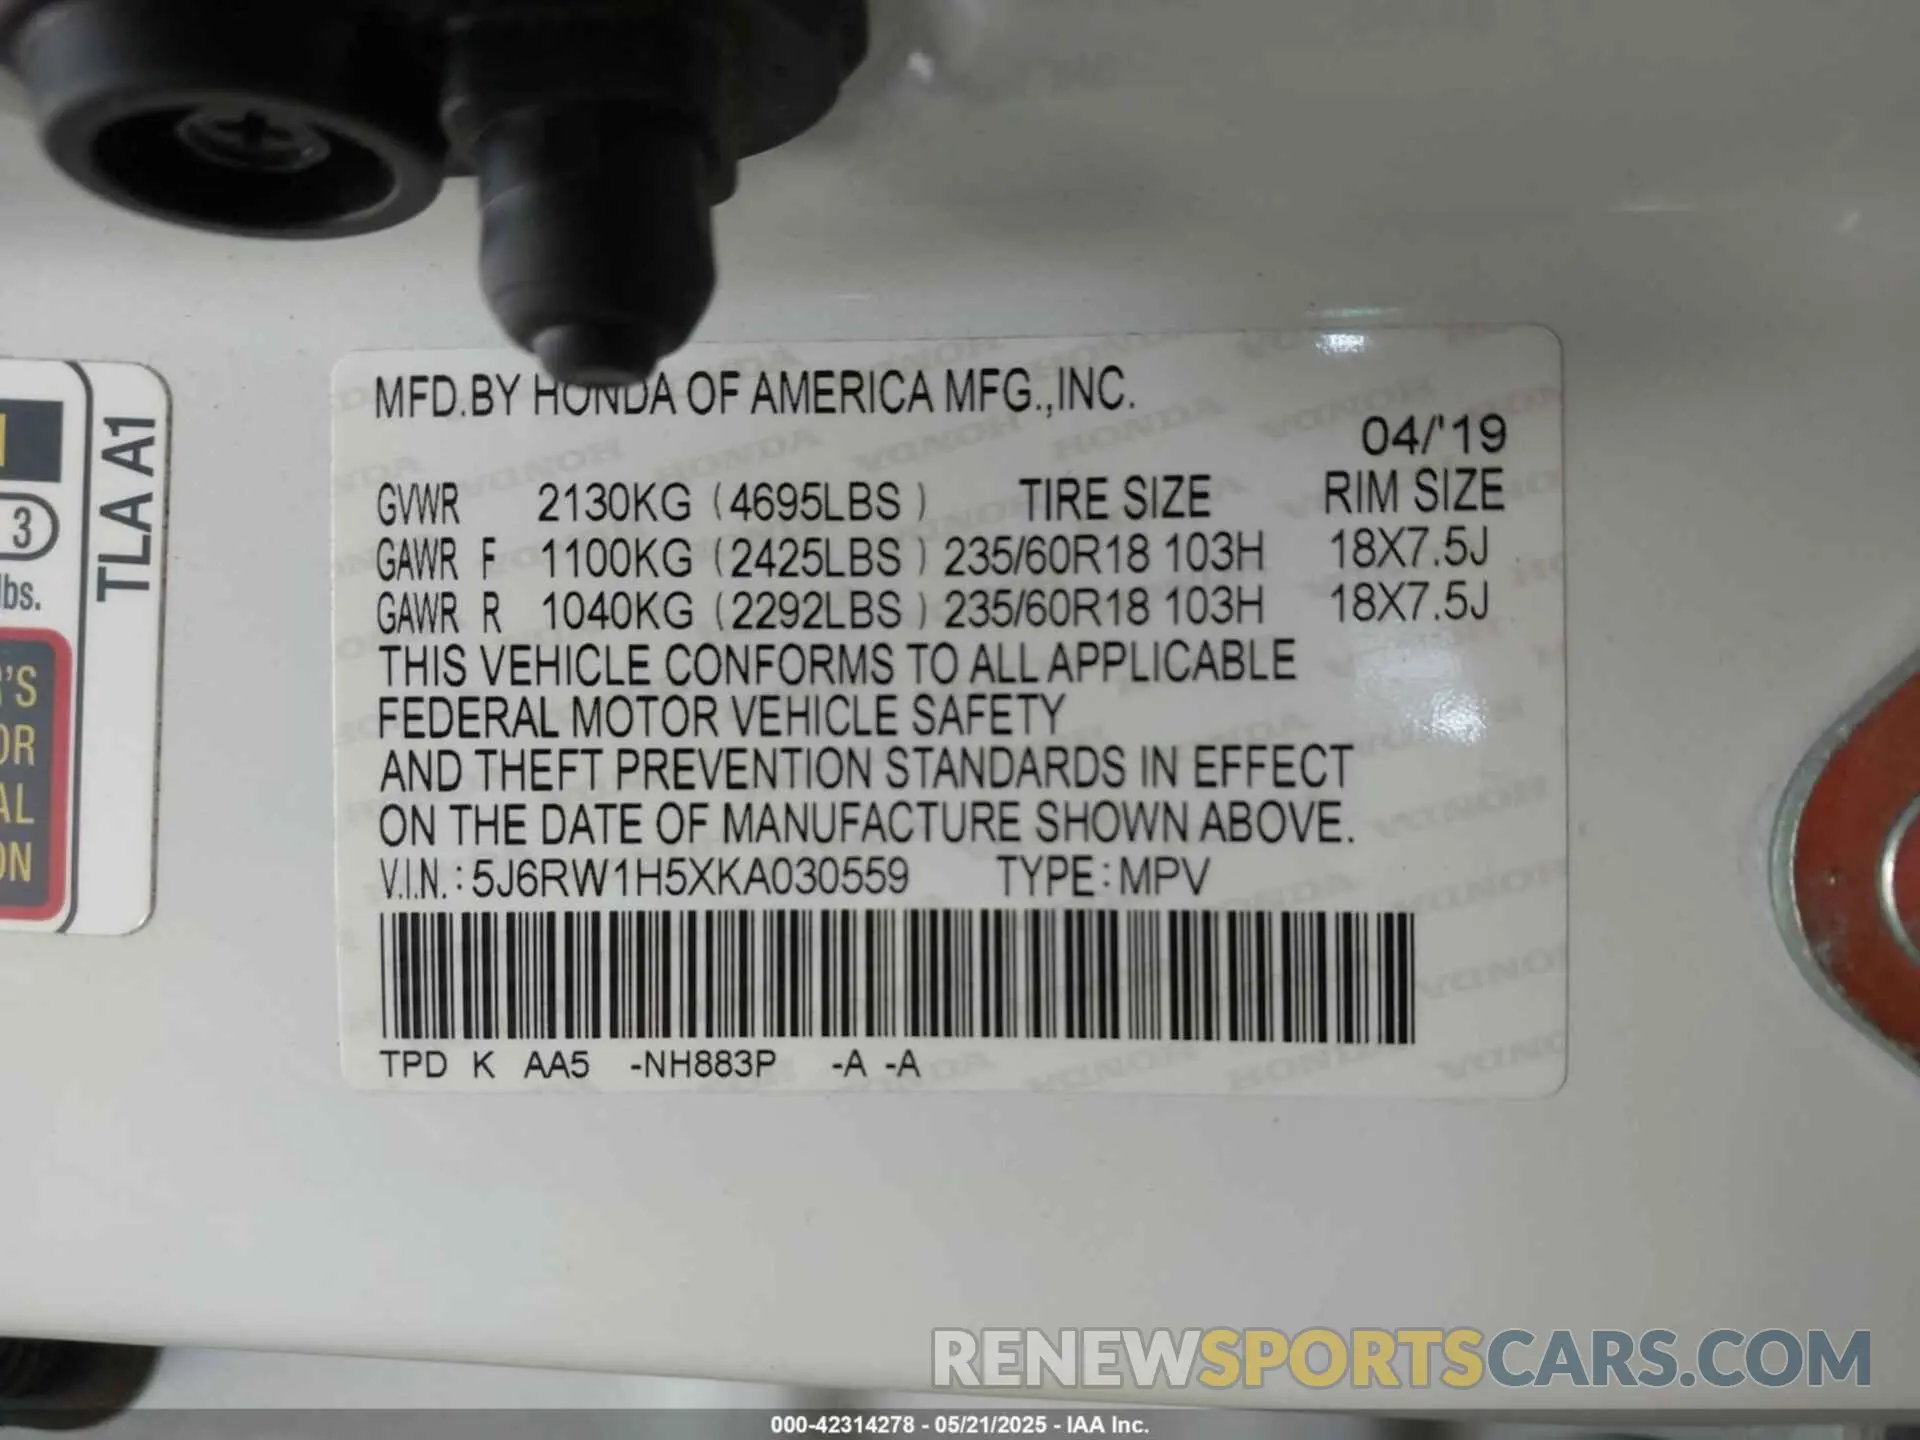 MFD.BY HONDA OF AMERICA MFG.,INC.
04/'19
GVWR 2130KG (4695LBS) TIRE SIZE RIM SIZE
GAWR F 1100KG (2425LBS) 235/60R18 103H 18X7.5J
GAWR R 1040KG (2292LBS) 235/60R18 103H 18X7.5J
THIS VEHICLE CONFORMS TO ALL APPLICABLE
FEDERAL MOTOR VEHICLE SAFETY
AND THEFT PREVENTION STANDARDS IN EFFECT
ON THE DATE OF MANUFACTURE SHOWN ABOVE.
V.I.N.: 5J6RW1H5XKA030559 TYPE: MPV
TPD K AA5 -NH883P -A -A
TLA A1
3
lbs.
RENEWSPORTSCARS.COM
000-42314278 - 05/21/2025 - IAA Inc.